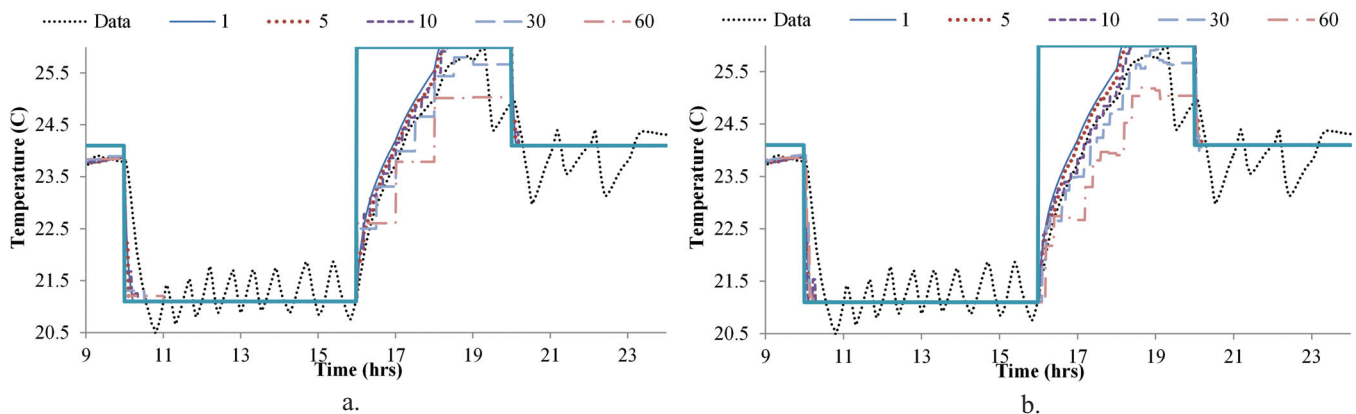 Data 1 5 10 30 60
Temperature (C)
25.5
24.5
23.5
22.5
21.5
20.5
9 11 13 15 17 19 21 23
Time (hrs)
a.
Data 1 5 10 30 60
Temperature (C)
25.5
24.5
23.5
22.5
21.5
20.5
9 11 13 15 17 19 21 23
Time (hrs)
b.